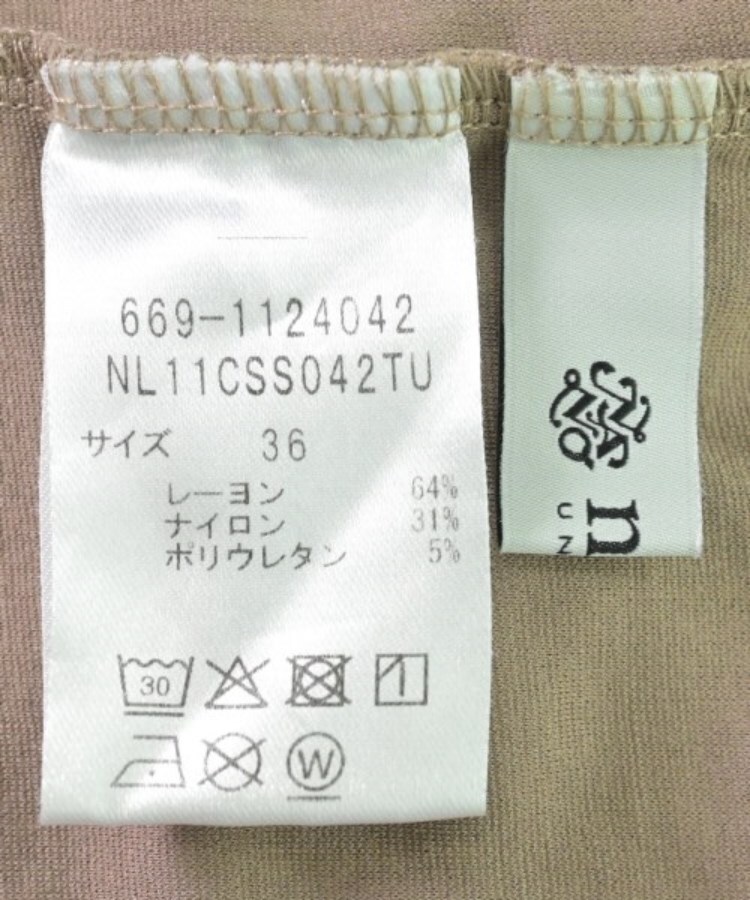 669-1124042
NL11CSS042TU
サイズ 36
レーヨン 64%
ナイロン 31%
ポリウレタン 5%
30
W
n
UN